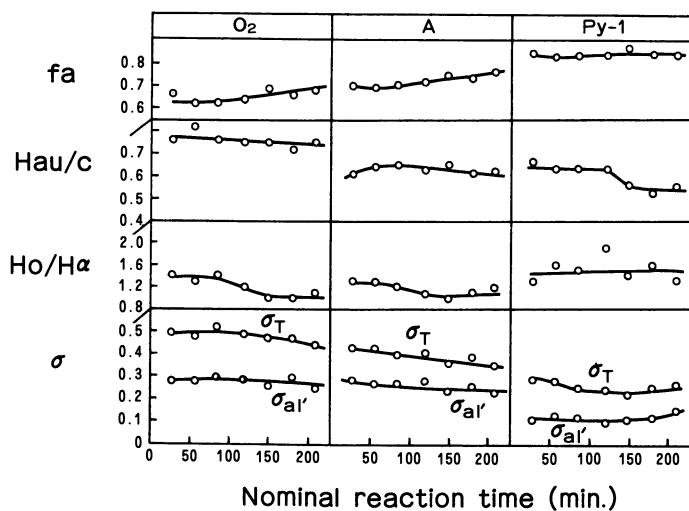 O₂ A Py-1
fa
0.8
0.7
0.6
Hau/c
0.7
0.6
0.5
0.4
Ho/Hα
2.0
1.6
1.2
0.8
σ
0.5
0.4
0.3
0.2
0.1
0
σT σT σT
σal′ σal′ σal′
0 50 100 150 200 50 100 150 200 50 100 150 200
Nominal reaction time (min.)